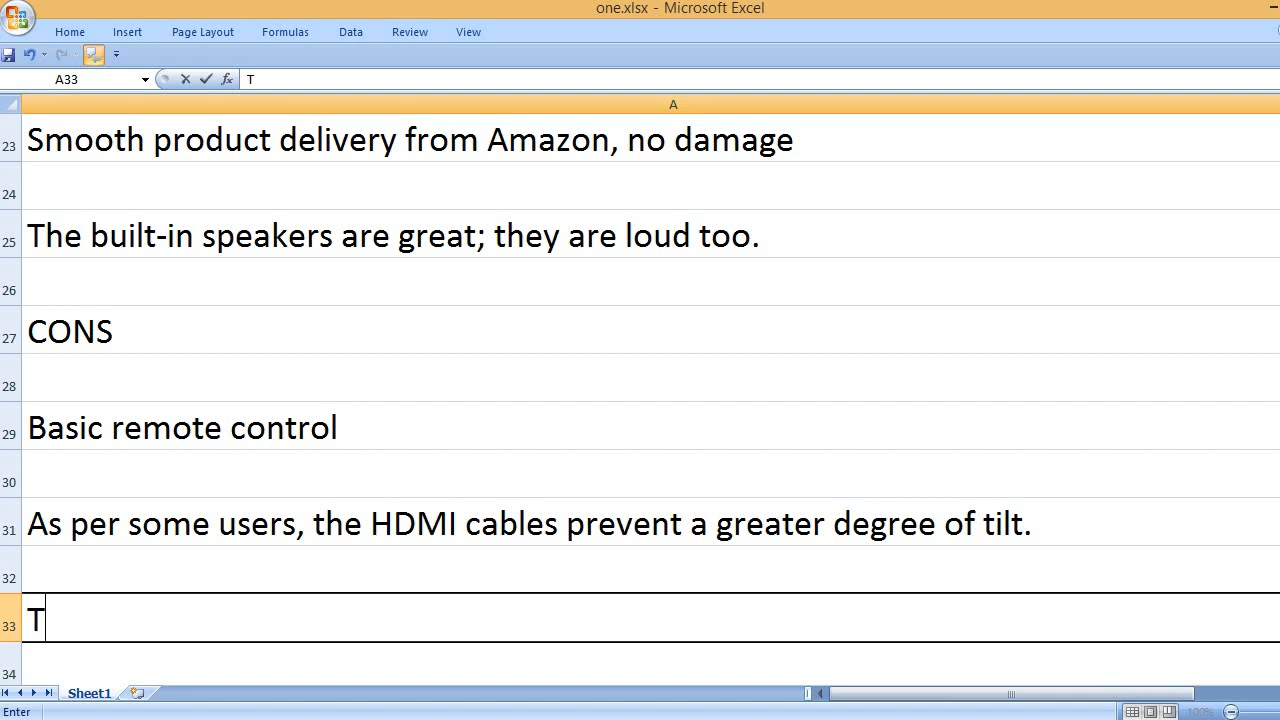 one.xlsx - Microsoft Excel
Home Insert Page Layout Formulas Data Review View
A33 fx T
A
23 Smooth product delivery from Amazon, no damage
24
25 The built-in speakers are great; they are loud too.
26
27 CONS
28
29 Basic remote control
30
31 As per some users, the HDMI cables prevent a greater degree of tilt.
32
33 T
34
Sheet1
Enter 100%